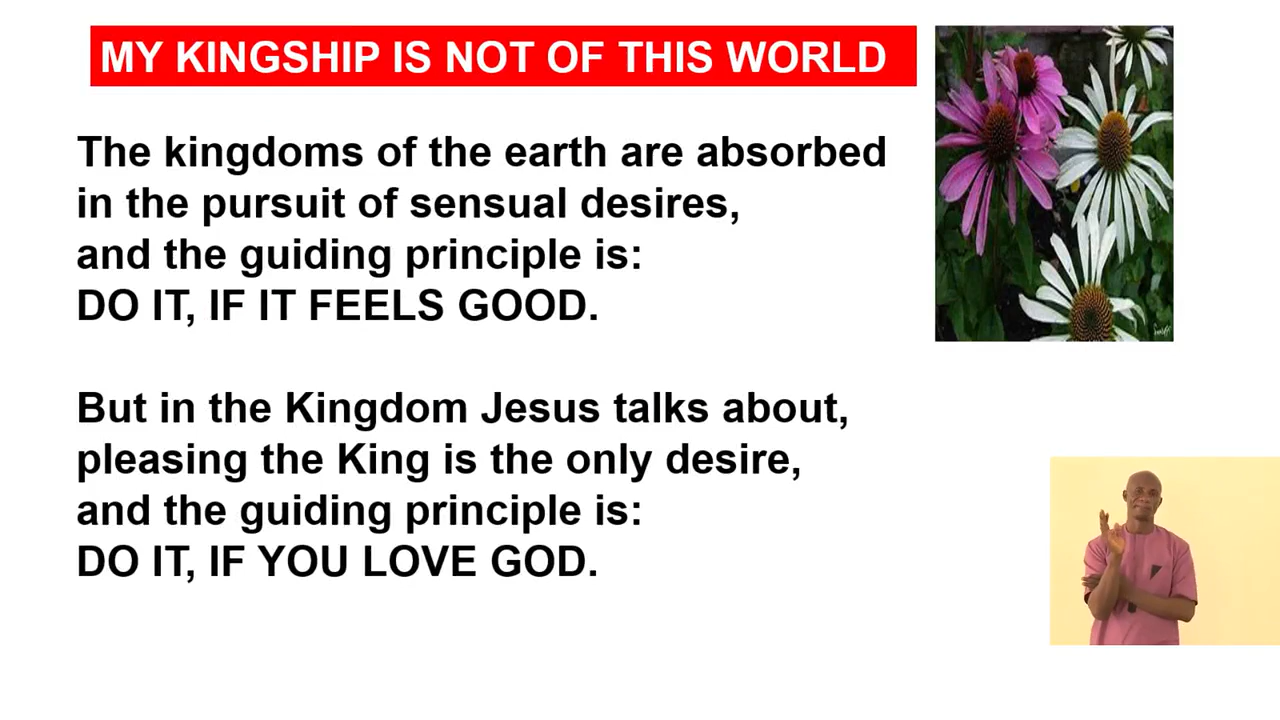 MY KINGSHIP IS NOT OF THIS WORLD
The kingdoms of the earth are absorbed
in the pursuit of sensual desires,
and the guiding principle is:
DO IT, IF IT FEELS GOOD.
But in the Kingdom Jesus talks about,
pleasing the King is the only desire,
and the guiding principle is:
DO IT, IF YOU LOVE GOD.